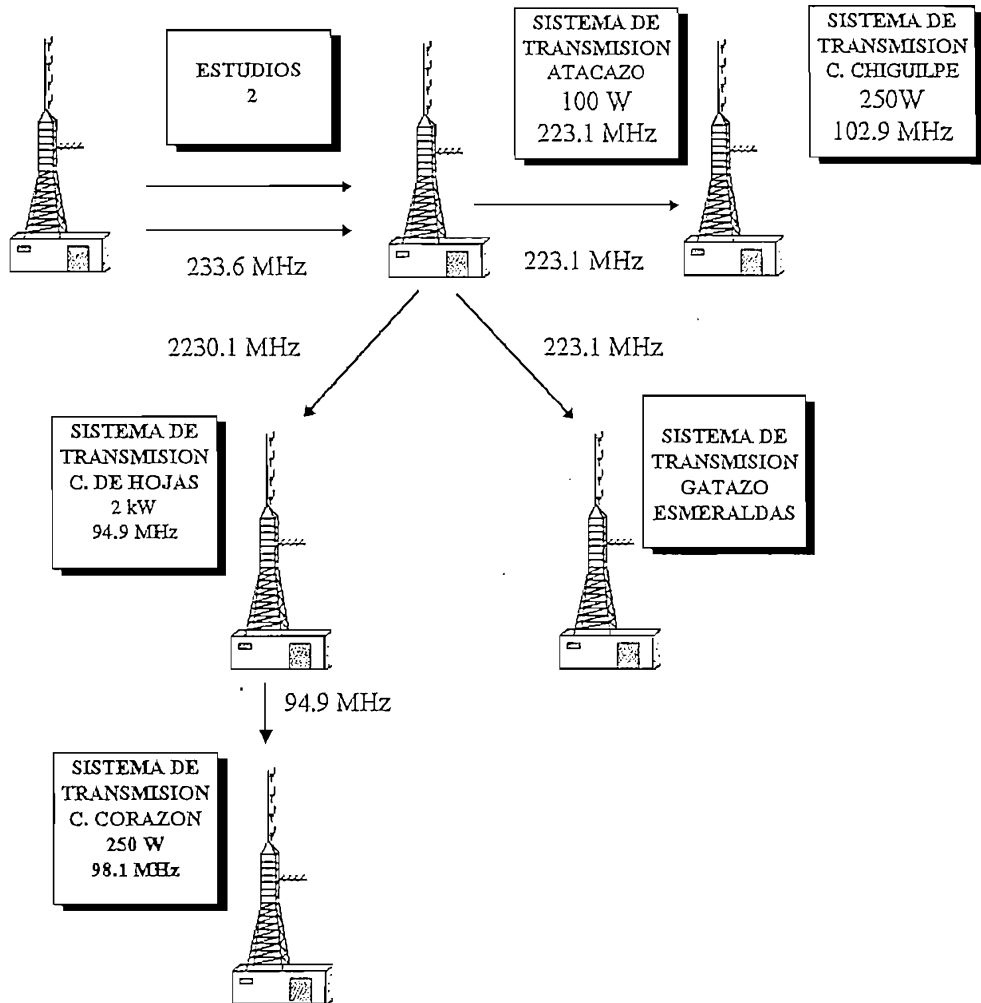 ESTUDIOS
2
SISTEMA DE
TRANSMISION
ATACAZO
100 W
223.1 MHz
SISTEMA DE
TRANSMISION
C. CHIGUILPE
250W
102.9 MHz
233.6 MHz
223.1 MHz
2230.1 MHz
223.1 MHz
SISTEMA DE
TRANSMISION
C. DE HOJAS
2 kW
94.9 MHz
SISTEMA DE
TRANSMISION
GATAZO
ESMERALDAS
94.9 MHz
SISTEMA DE
TRANSMISION
C. CORAZON
250 W
98.1 MHz